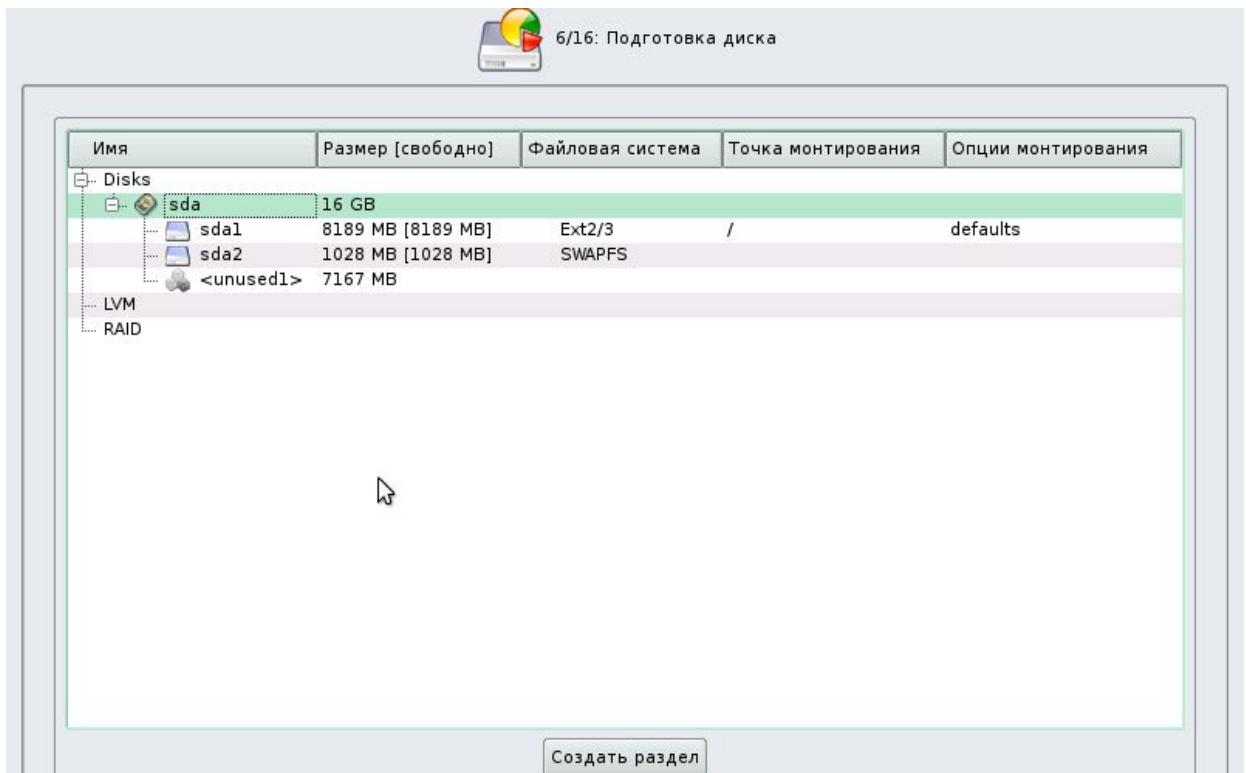 6/16: Подготовка диска
Имя Размер [свободно] Файловая система Точка монтирования Опции монтирования
Disks
sda 16 GB
sda1 8189 MB [8189 MB] Ext2/3 / defaults
sda2 1028 MB [1028 MB] SWAPFS
<unused1> 7167 MB
LVM
RAID
Создать раздел